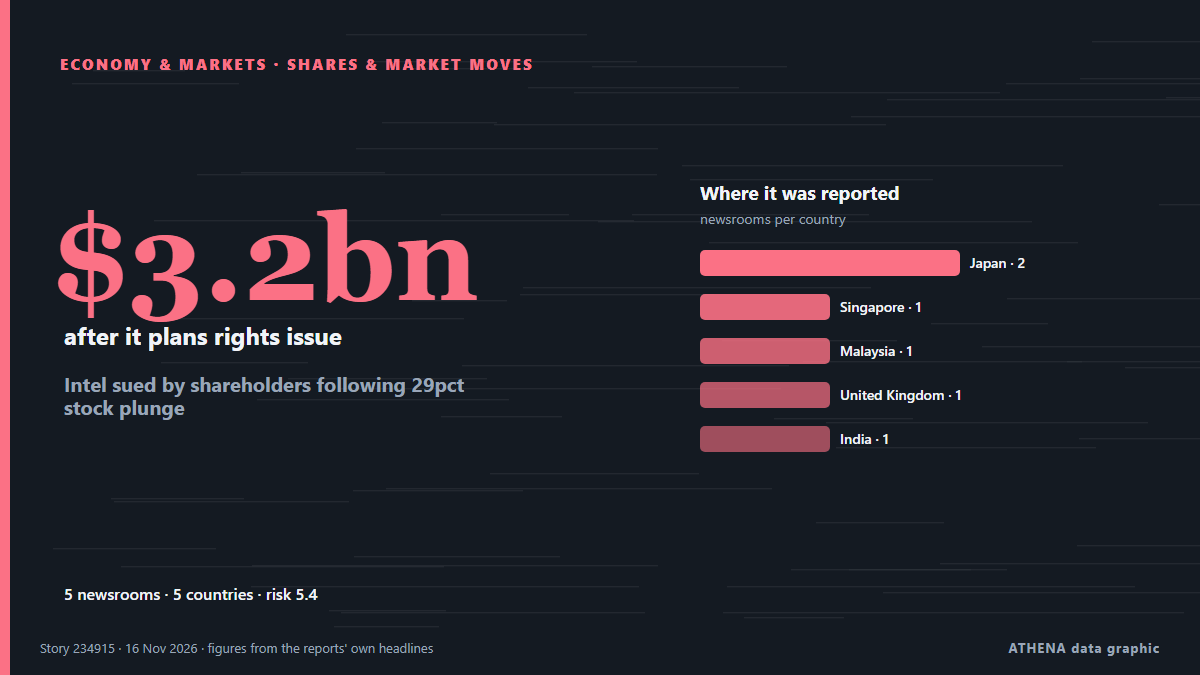 ECONOMY & MARKETS · SHARES & MARKET MOVES
$3.2bn
after it plans rights issue
Intel sued by shareholders following 29pct
stock plunge
Where it was reported
newsrooms per country
Japan · 2
Singapore · 1
Malaysia · 1
United Kingdom · 1
India · 1
5 newsrooms · 5 countries · risk 5.4
Story 234915 · 16 Nov 2026 · figures from the reports' own headlines
ATHENA data graphic